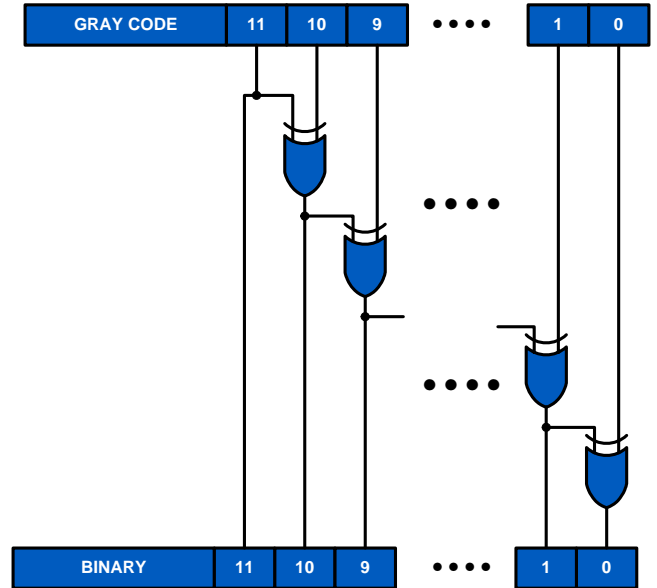 GRAY CODE 11 10 9 •••• 1 0
BINARY 11 10 9 •••• 1 0